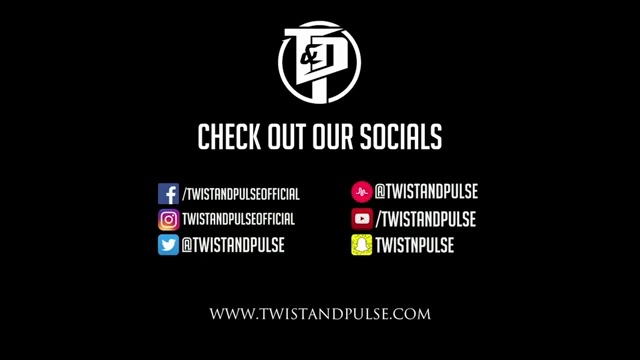 T&P
CHECK OUT OUR SOCIALS
/TWISTANDPULSEOFFICIAL
@TWISTANDPULSE
TWISTANDPULSEOFFICIAL
/TWISTANDPULSE
@TWISTANDPULSE
TWISTNPULSE
WWW.TWISTANDPULSE.COM